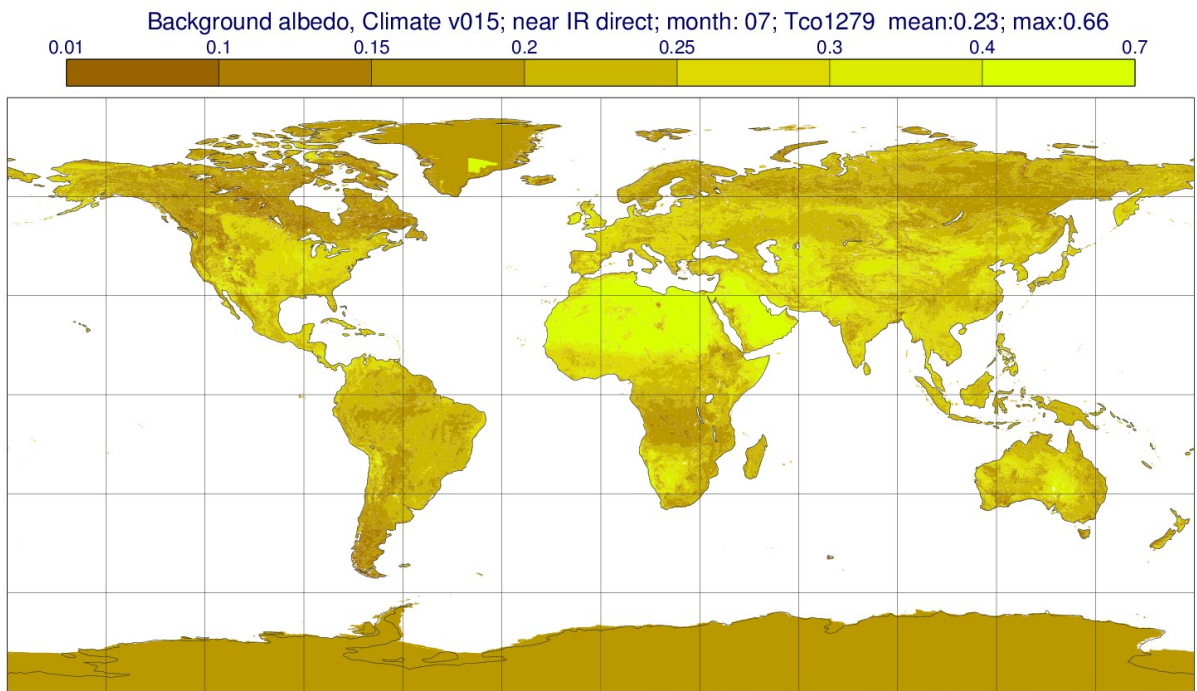 Background albedo, Climate v015; near IR direct; month: 07; Tco1279 mean:0.23; max:0.66
0.01 0.1 0.15 0.2 0.25 0.3 0.4 0.7